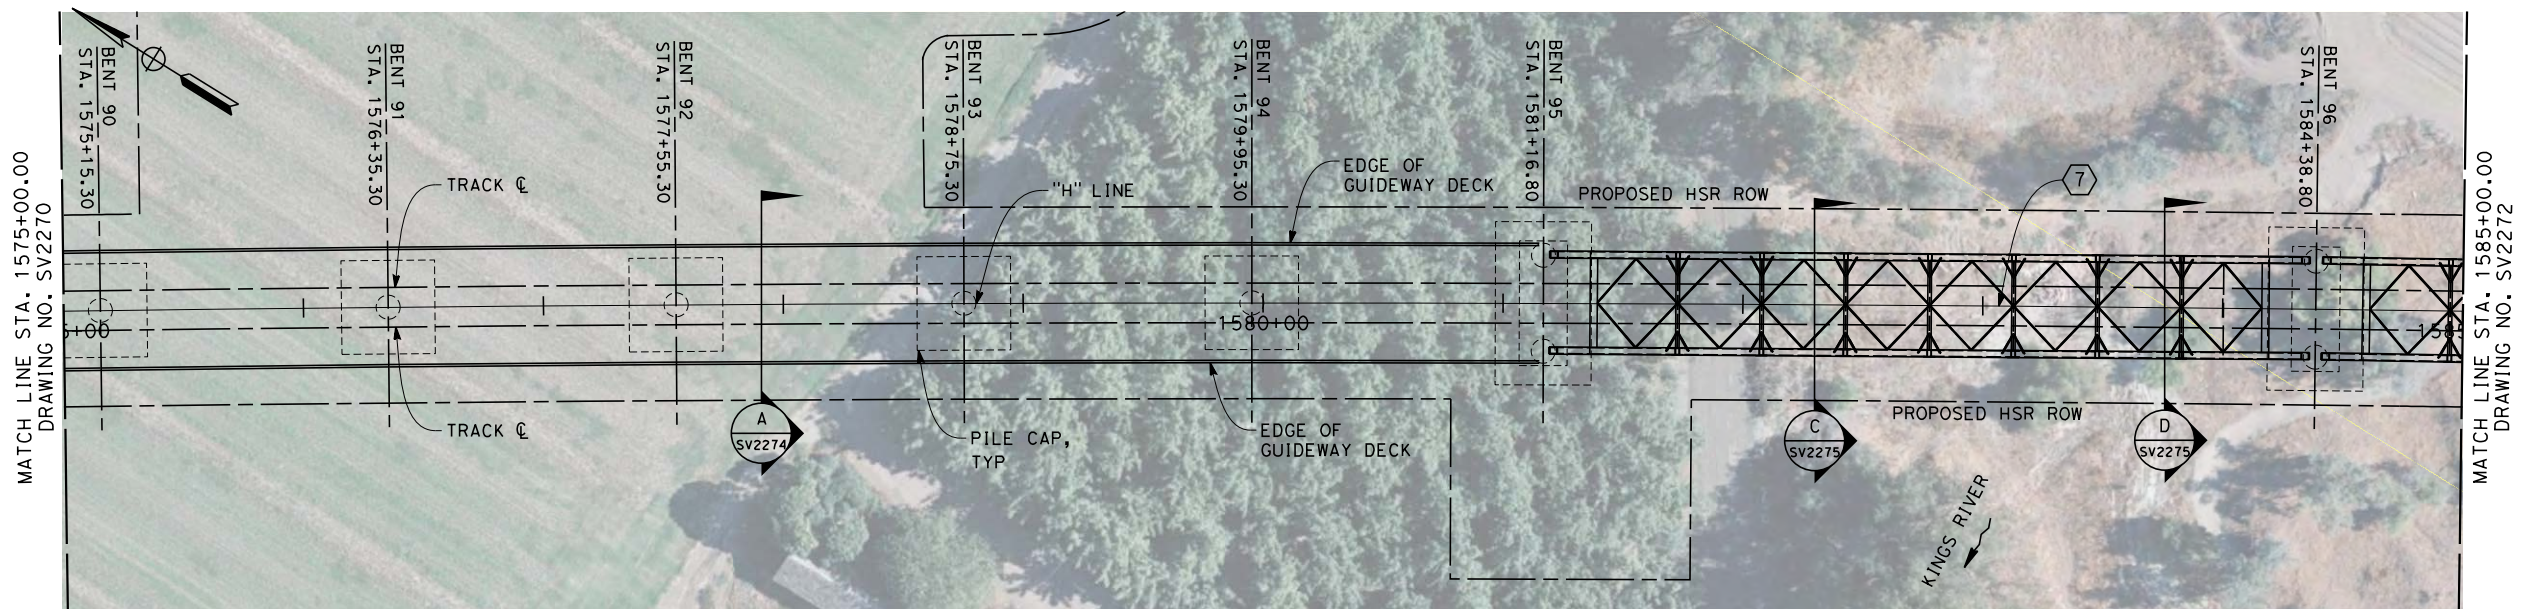 MATCH LINE STA. 1575+00.00
DRAWING NO. SV2270
BENT 90
STA. 1575+15.30
BENT 91
STA. 1576+35.30
BENT 92
STA. 1577+55.30
BENT 93
STA. 1578+75.30
BENT 94
STA. 1579+95.30
BENT 95
STA. 1581+16.80
BENT 96
STA. 1584+38.80
TRACK ℄
"H" LINE
EDGE OF
GUIDEWAY DECK
PROPOSED HSR ROW
7
5+00
1580+00
158
TRACK ℄
A
SV2274
PILE CAP,
TYP
EDGE OF
GUIDEWAY DECK
C
SV2275
PROPOSED HSR ROW
D
SV2275
KINGS RIVER
MATCH LINE STA. 1585+00.00
DRAWING NO. SV2272